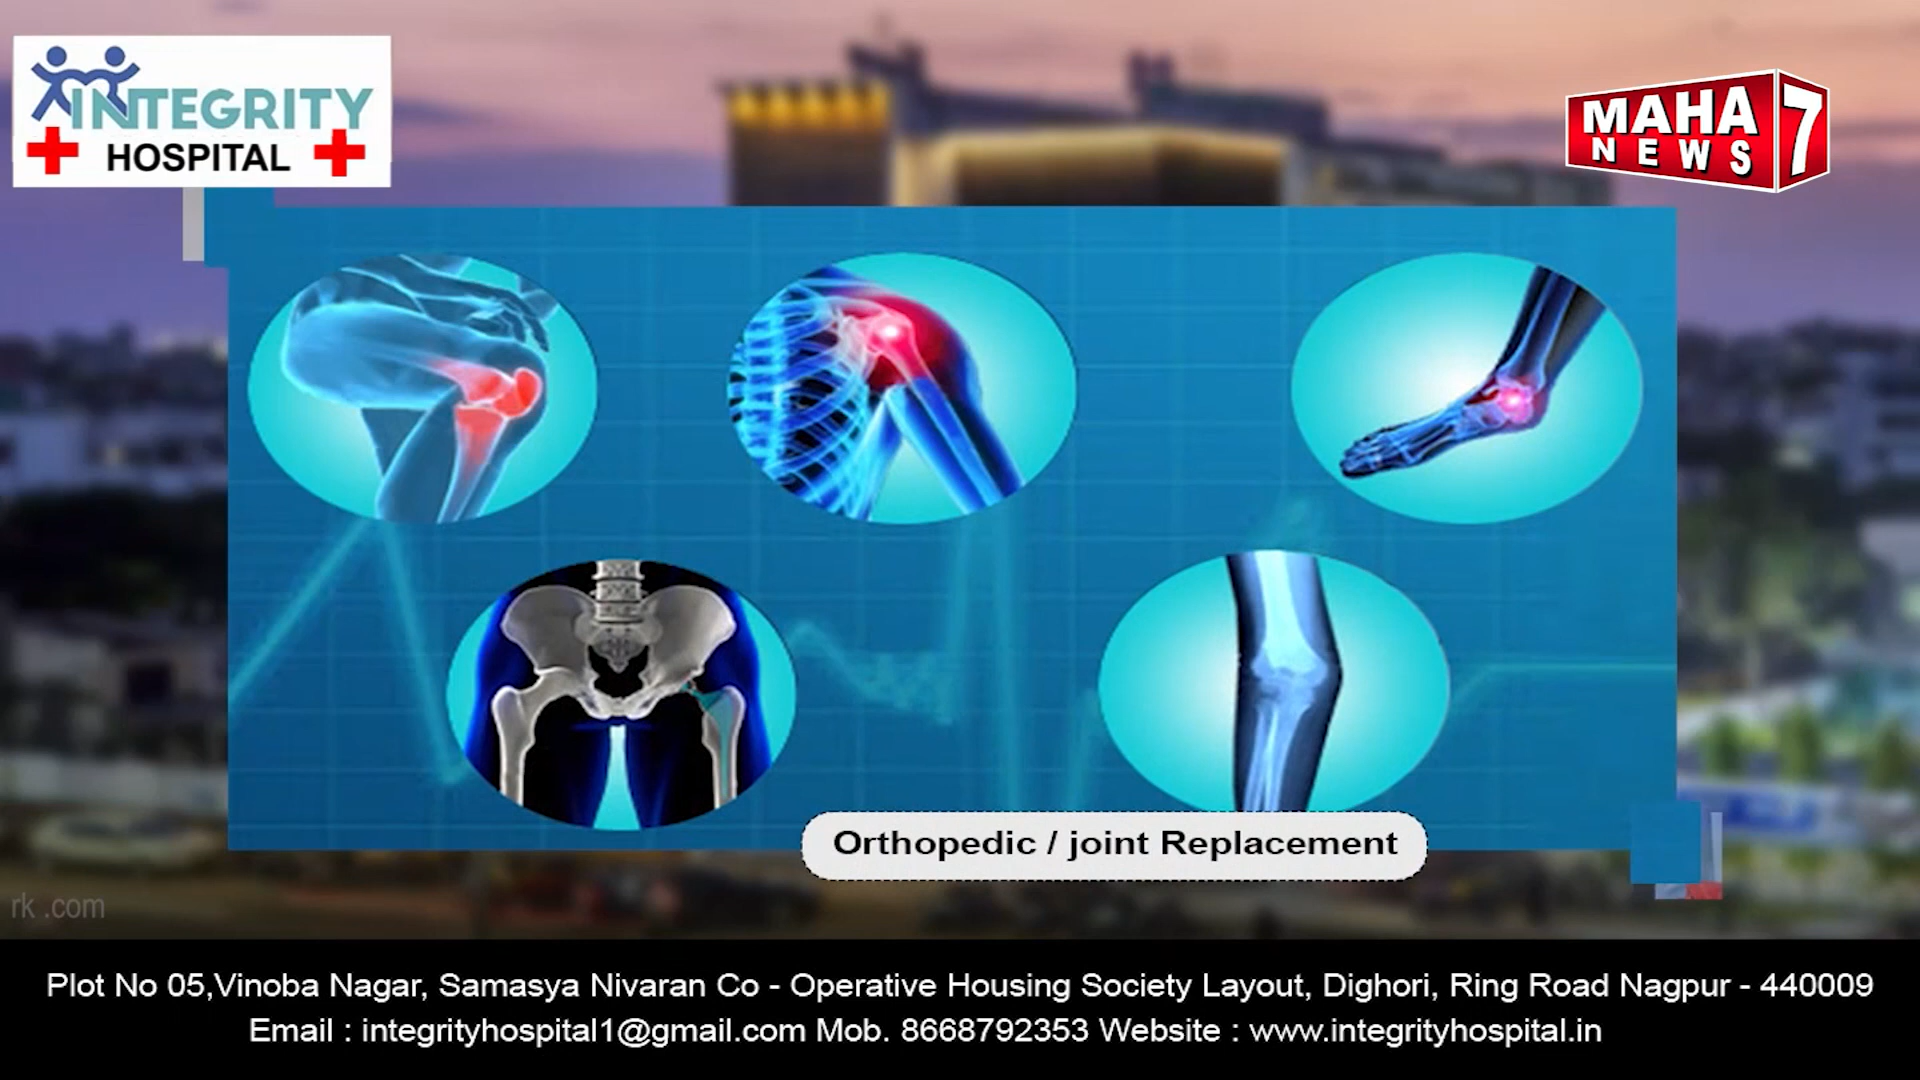 INTEGRITY
HOSPITAL
MAHA
NEWS
7
Orthopedic / joint Replacement
rk .com
Plot No 05,Vinoba Nagar, Samasya Nivaran Co - Operative Housing Society Layout, Dighori, Ring Road Nagpur - 440009
Email : integrityhospital1@gmail.com Mob. 8668792353 Website : www.integrityhospital.in